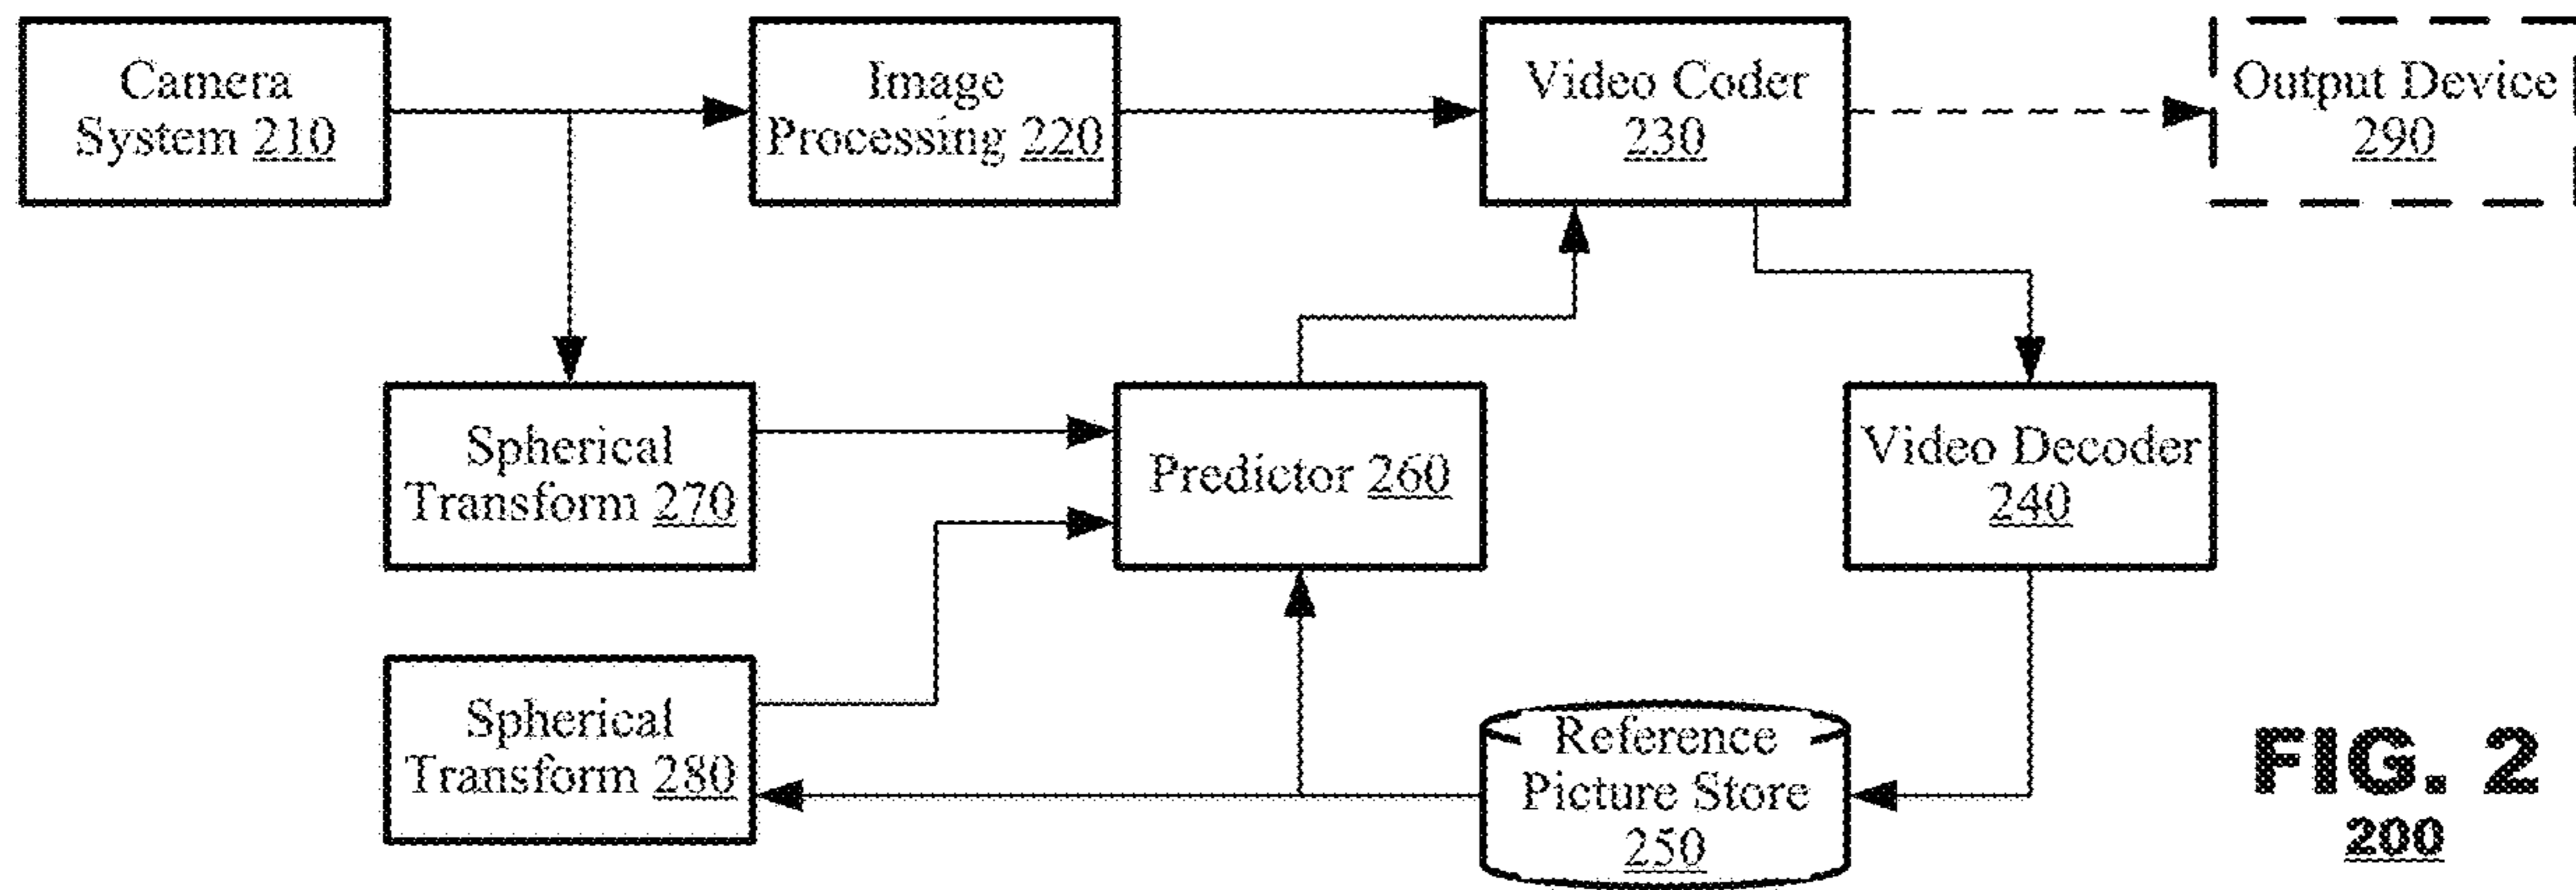 Camera
System 210
Image
Processing 220
Video Coder
230
Output Device
290
Spherical
Transform 270
Predictor 260
Video Decoder
240
Spherical
Transform 280
Reference
Picture Store
250
FIG. 2
200